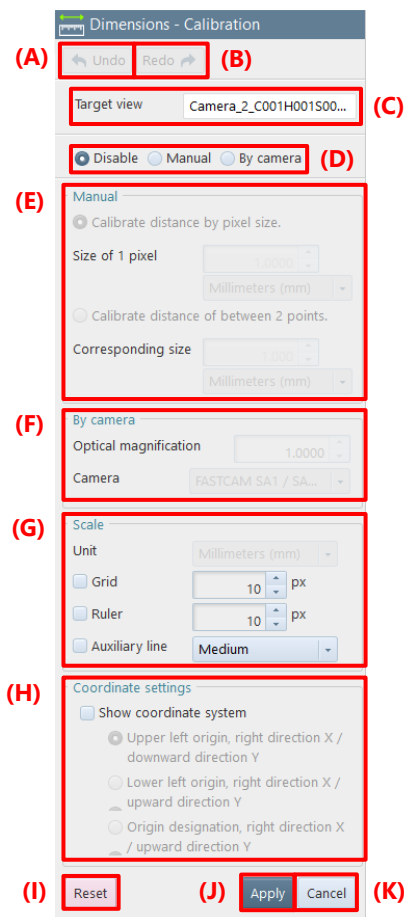 Dimensions - Calibration
(A) Undo Redo (B)
Target view Camera_2_C001H001S00... (C)
Disable Manual By camera (D)
(E) Manual
Calibrate distance by pixel size.
Size of 1 pixel 1.0000
Millimeters (mm)
Calibrate distance of between 2 points.
Corresponding size 1.000
Millimeters (mm)
(F) By camera
Optical magnification 1.0000
Camera FASTCAM SA1 / SA...
(G) Scale
Unit Millimeters (mm)
Grid 10 px
Ruler 10 px
Auxiliary line Medium
(H) Coordinate settings
Show coordinate system
Upper left origin, right direction X /
downward direction Y
Lower left origin, right direction X /
upward direction Y
Origin designation, right direction X
/ upward direction Y
(I) Reset (J) Apply Cancel (K)